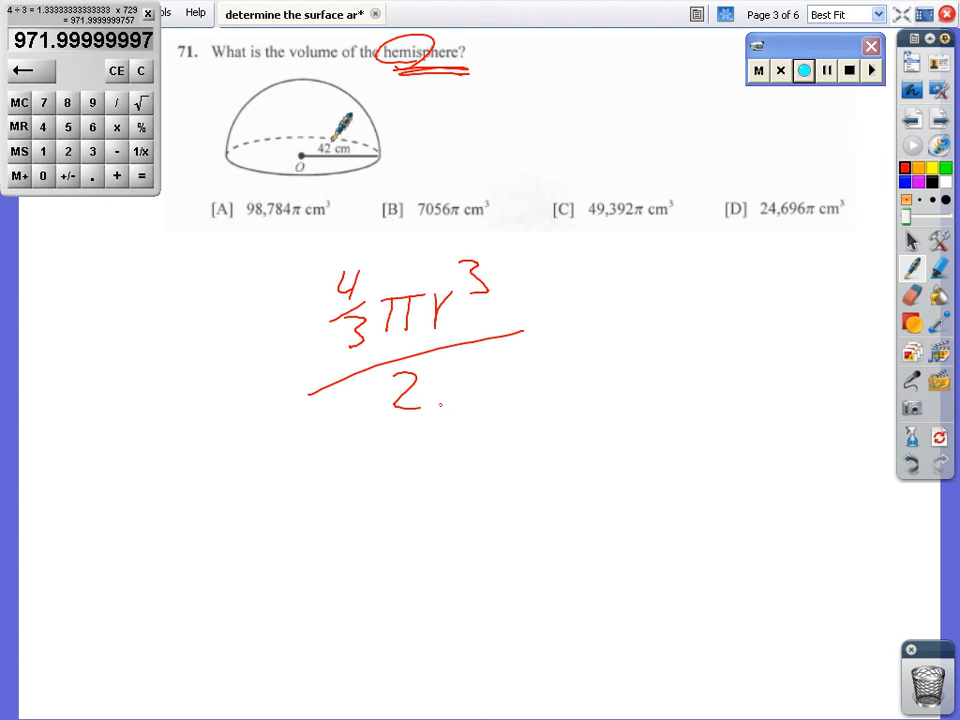 4 ÷ 3 = 1.33333333333333 x 729
= 971.9999999757
971.99999997
CE C
MC 7 8 9 / √
MR 4 5 6 x %
MS 1 2 3 - 1/x
M+ 0 +/- . + =
ols Help
determine the surface ar*
Page 3 of 6
Best Fit
M
71. What is the volume of the hemisphere?
42 cm
O
[A] 98,784π cm³ [B] 7056π cm³ [C] 49,392π cm³ [D] 24,696π cm³
4/3 πr³
2